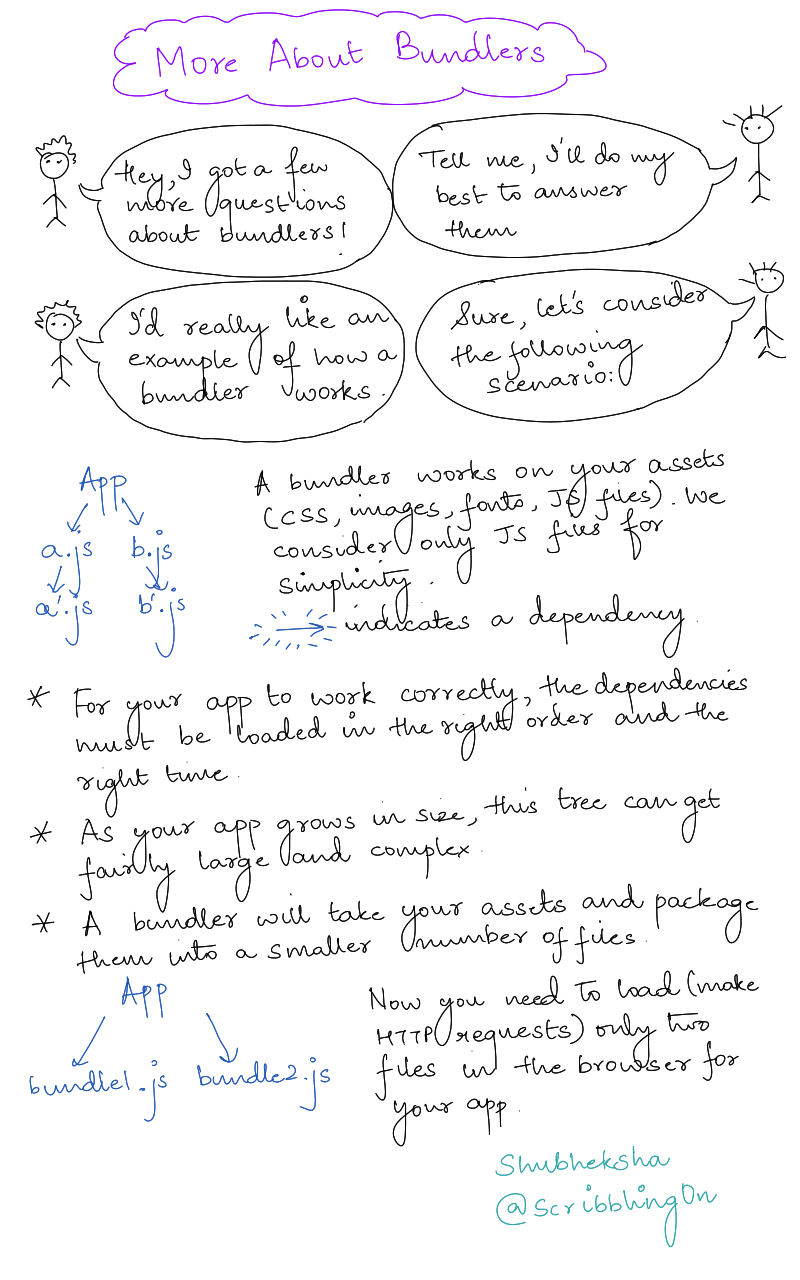 More About Bundlers
Hey, I got a few
more questions
about bundlers!
Tell me, I'll do my
best to answer
them
I'd really like an
example of how a
bundler works.
Sure, let's consider
the following
scenario:
App
a.js b.js
a'.js b'.js
A bundler works on your assets
(CSS, images, fonts, JS files). We
consider only JS files for
simplicity.
indicates a dependency.
* For your app to work correctly, the dependencies
must be loaded in the right order and the
right time.
* As your app grows in size, this tree can get
fairly large and complex.
* A bundler will take your assets and package
them into a smaller number of files.
App
bundle1.js bundle2.js
Now you need to load (make
HTTP requests) only two
files in the browser for
your app.
Shubheksha
@ScribblingOn